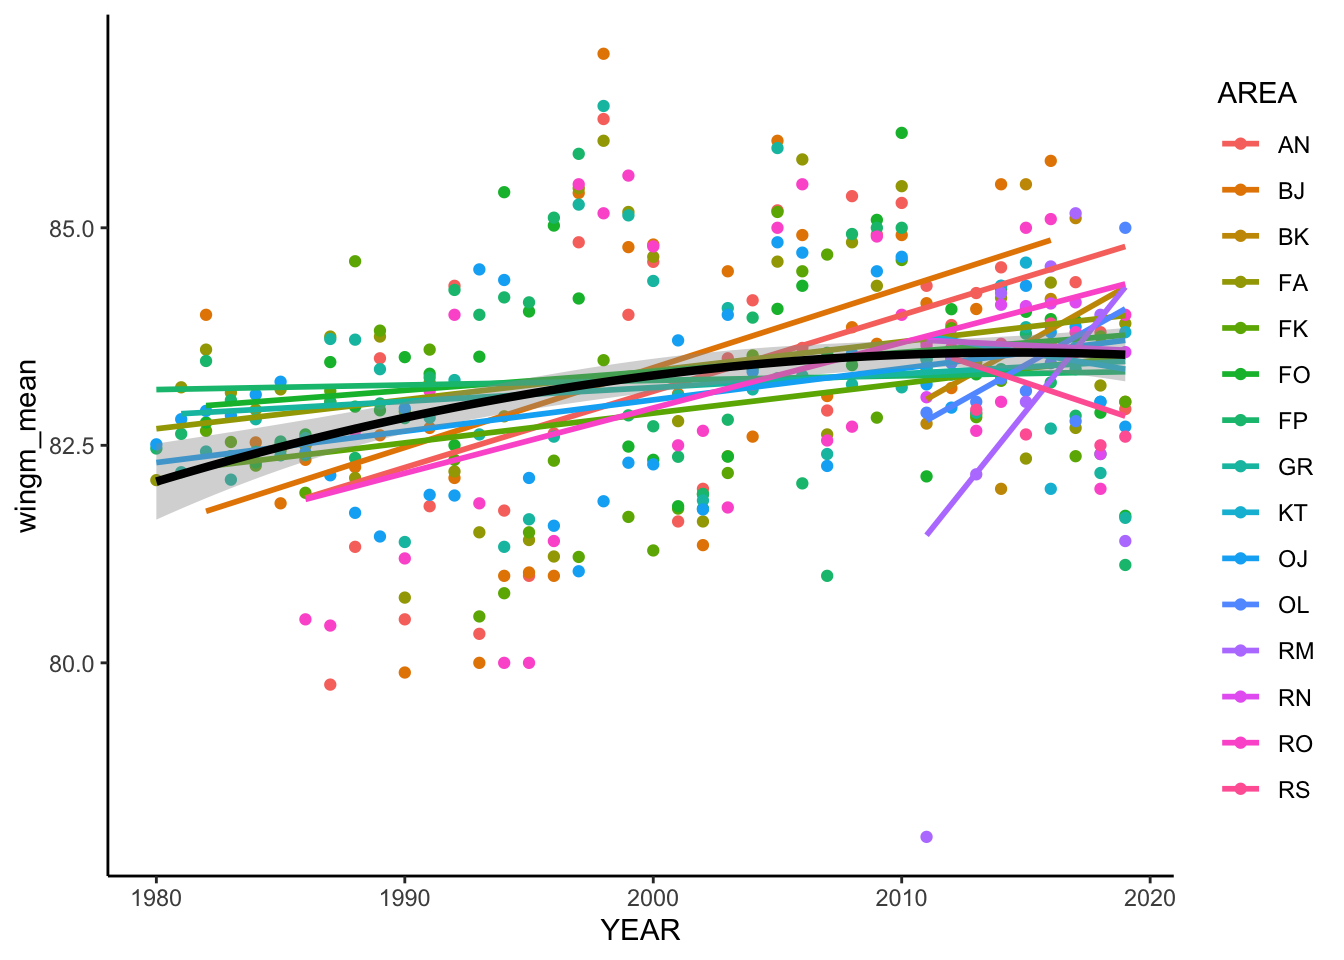 AREA
AN
BJ
BK
FA
FK
FO
FP
GR
KT
OJ
OL
RM
RN
RO
RS
85.0
82.5
80.0
wingm_mean
1980 1990 2000 2010 2020
YEAR